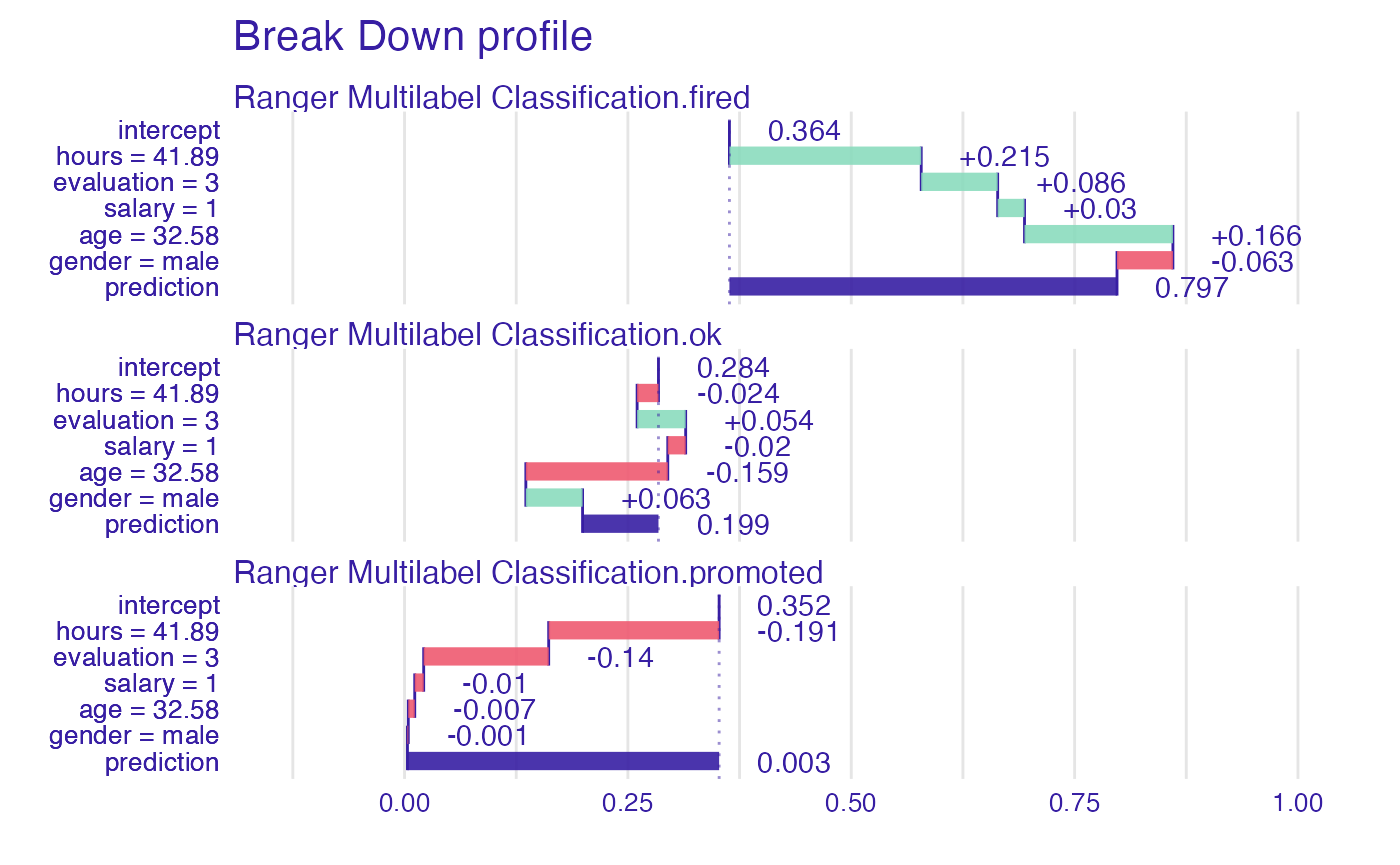 Break Down profile
Ranger Multilabel Classification.fired
intercept 0.364
hours = 41.89 +0.215
evaluation = 3 +0.086
salary = 1 +0.03
age = 32.58 +0.166
gender = male -0.063
prediction 0.797
Ranger Multilabel Classification.ok
intercept 0.284
hours = 41.89 -0.024
evaluation = 3 +0.054
salary = 1 -0.02
age = 32.58 -0.159
gender = male +0.063
prediction 0.199
Ranger Multilabel Classification.promoted
intercept 0.352
hours = 41.89 -0.191
evaluation = 3 -0.14
salary = 1 -0.01
age = 32.58 -0.007
gender = male -0.001
prediction 0.003
0.00 0.25 0.50 0.75 1.00